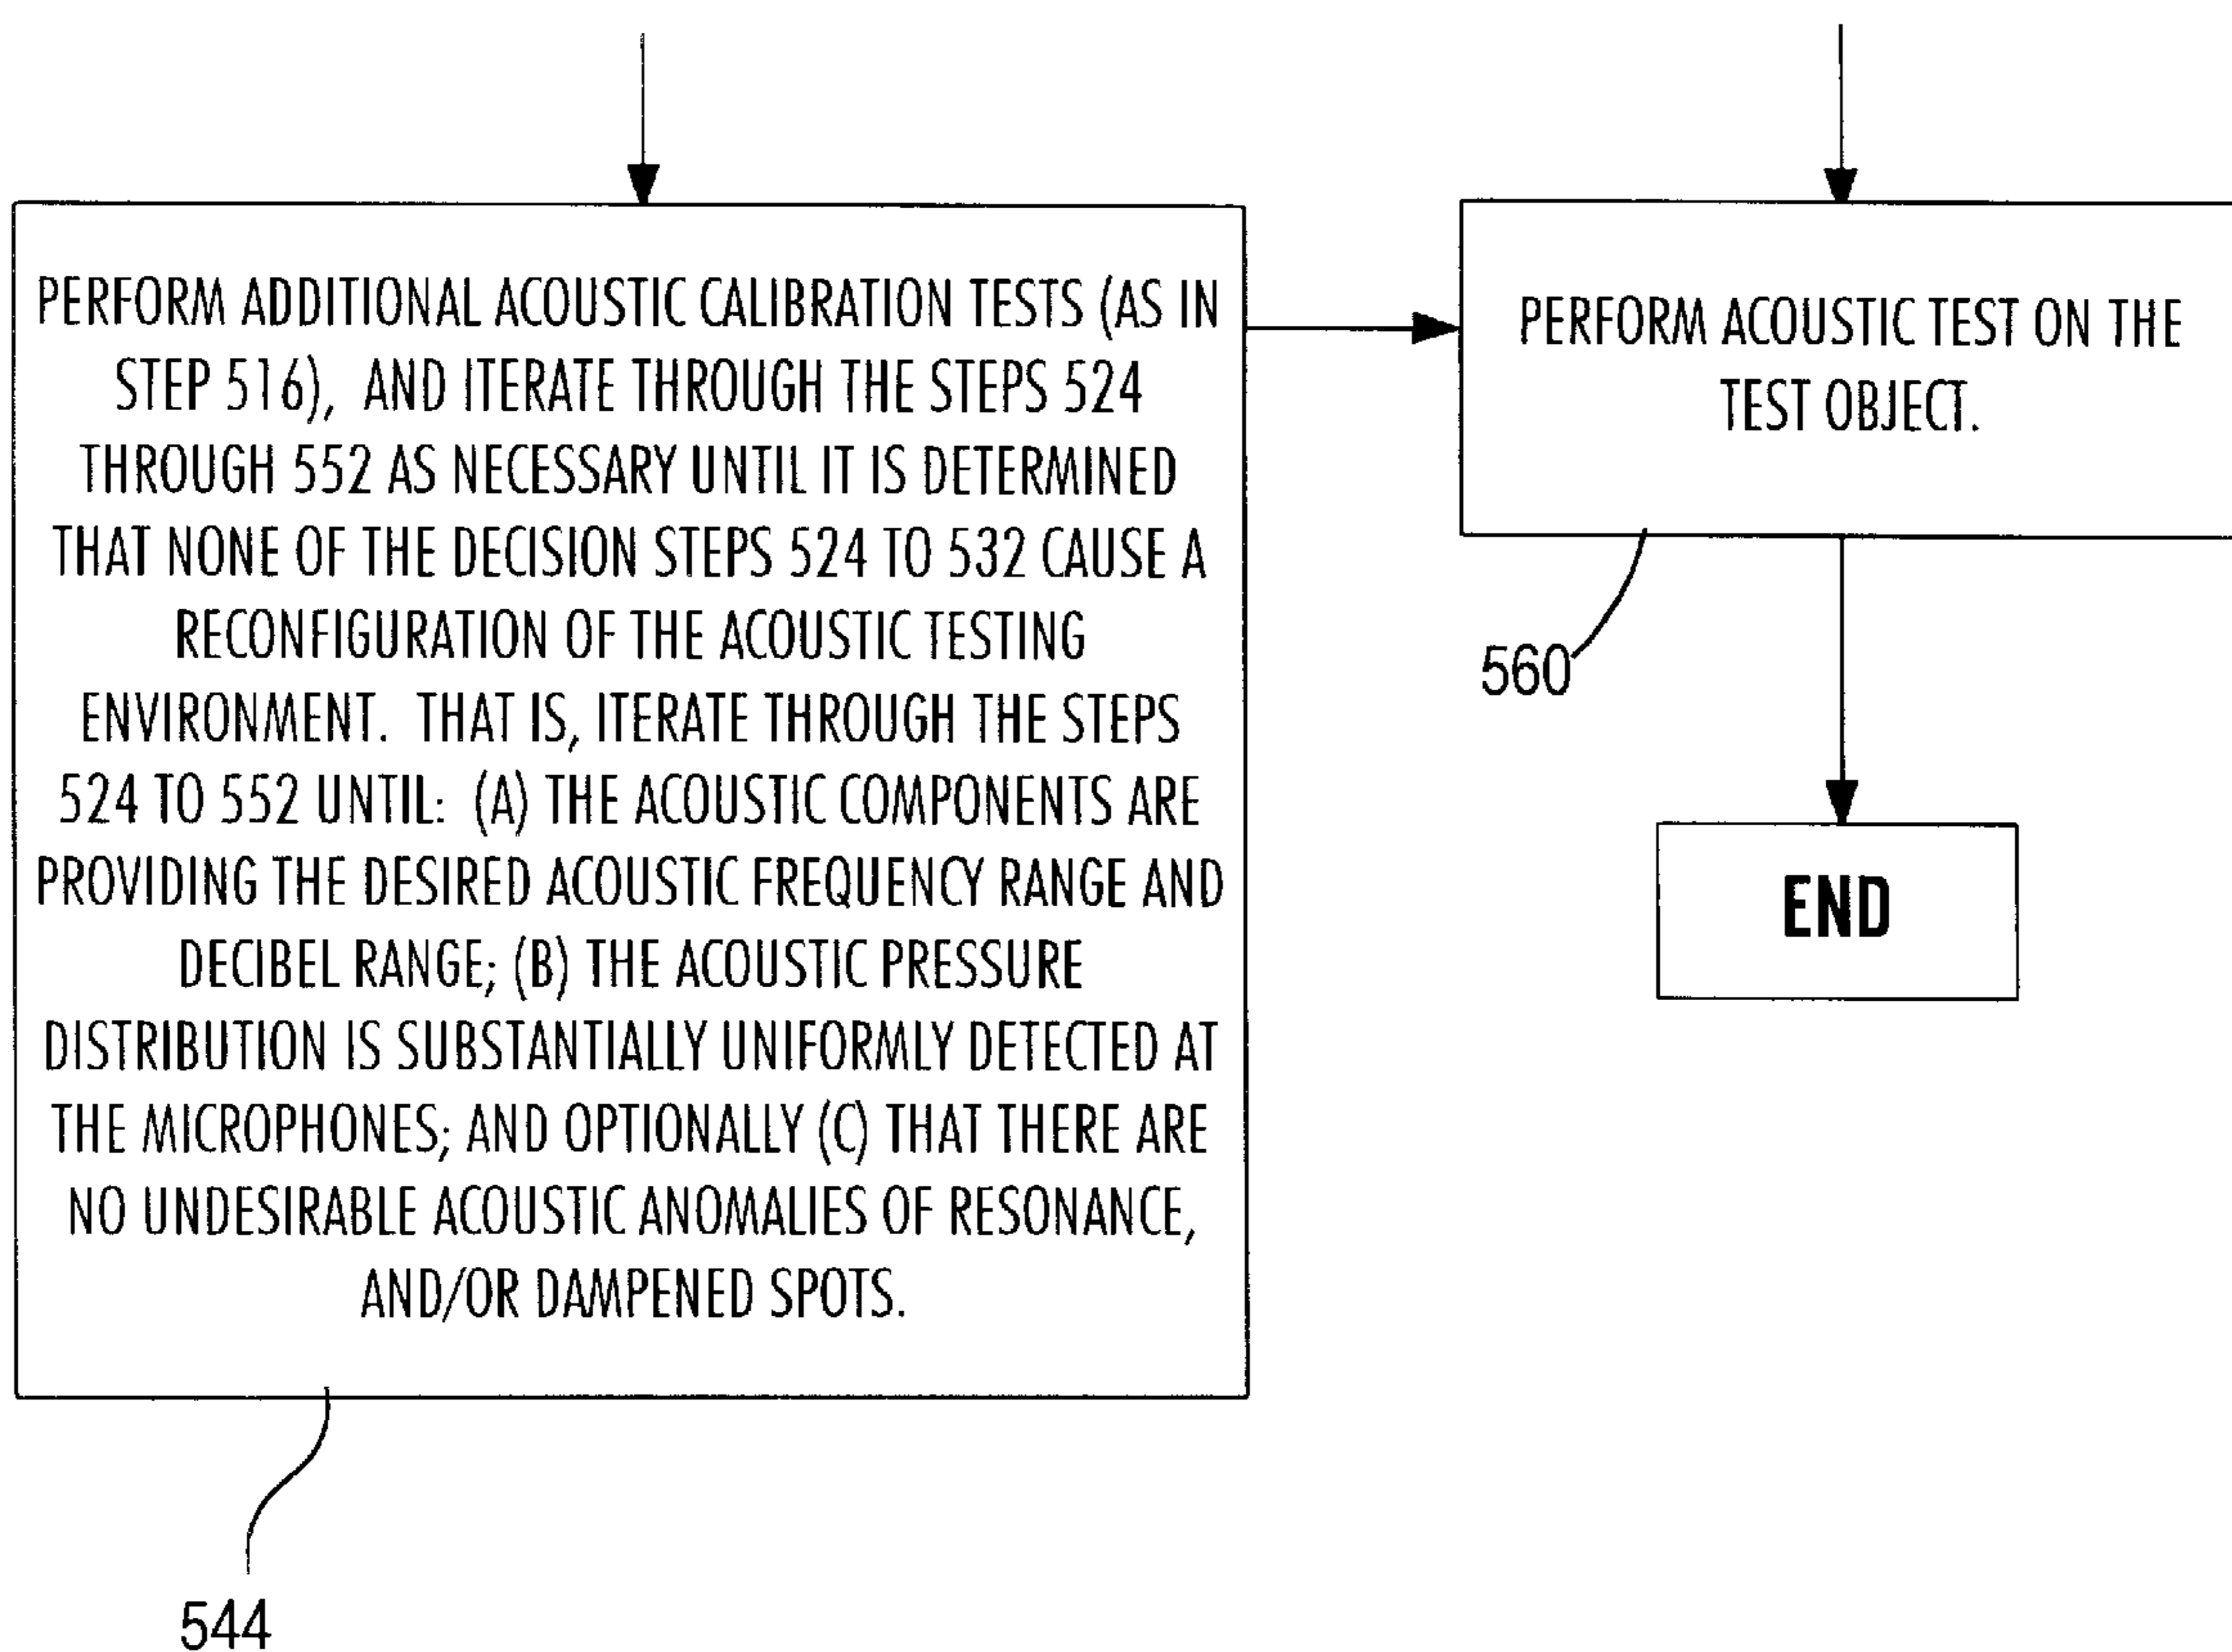 PERFORM ADDITIONAL ACOUSTIC CALIBRATION TESTS (AS IN
STEP 516), AND ITERATE THROUGH THE STEPS 524
THROUGH 552 AS NECESSARY UNTIL IT IS DETERMINED
THAT NONE OF THE DECISION STEPS 524 TO 532 CAUSE A
RECONFIGURATION OF THE ACOUSTIC TESTING
ENVIRONMENT. THAT IS, ITERATE THROUGH THE STEPS
524 TO 552 UNTIL: (A) THE ACOUSTIC COMPONENTS ARE
PROVIDING THE DESIRED ACOUSTIC FREQUENCY RANGE AND
DECIBEL RANGE; (B) THE ACOUSTIC PRESSURE
DISTRIBUTION IS SUBSTANTIALLY UNIFORMLY DETECTED AT
THE MICROPHONES; AND OPTIONALLY (C) THAT THERE ARE
NO UNDESIRABLE ACOUSTIC ANOMALIES OF RESONANCE,
AND/OR DAMPENED SPOTS.
544
PERFORM ACOUSTIC TEST ON THE
TEST OBJECT.
560
END